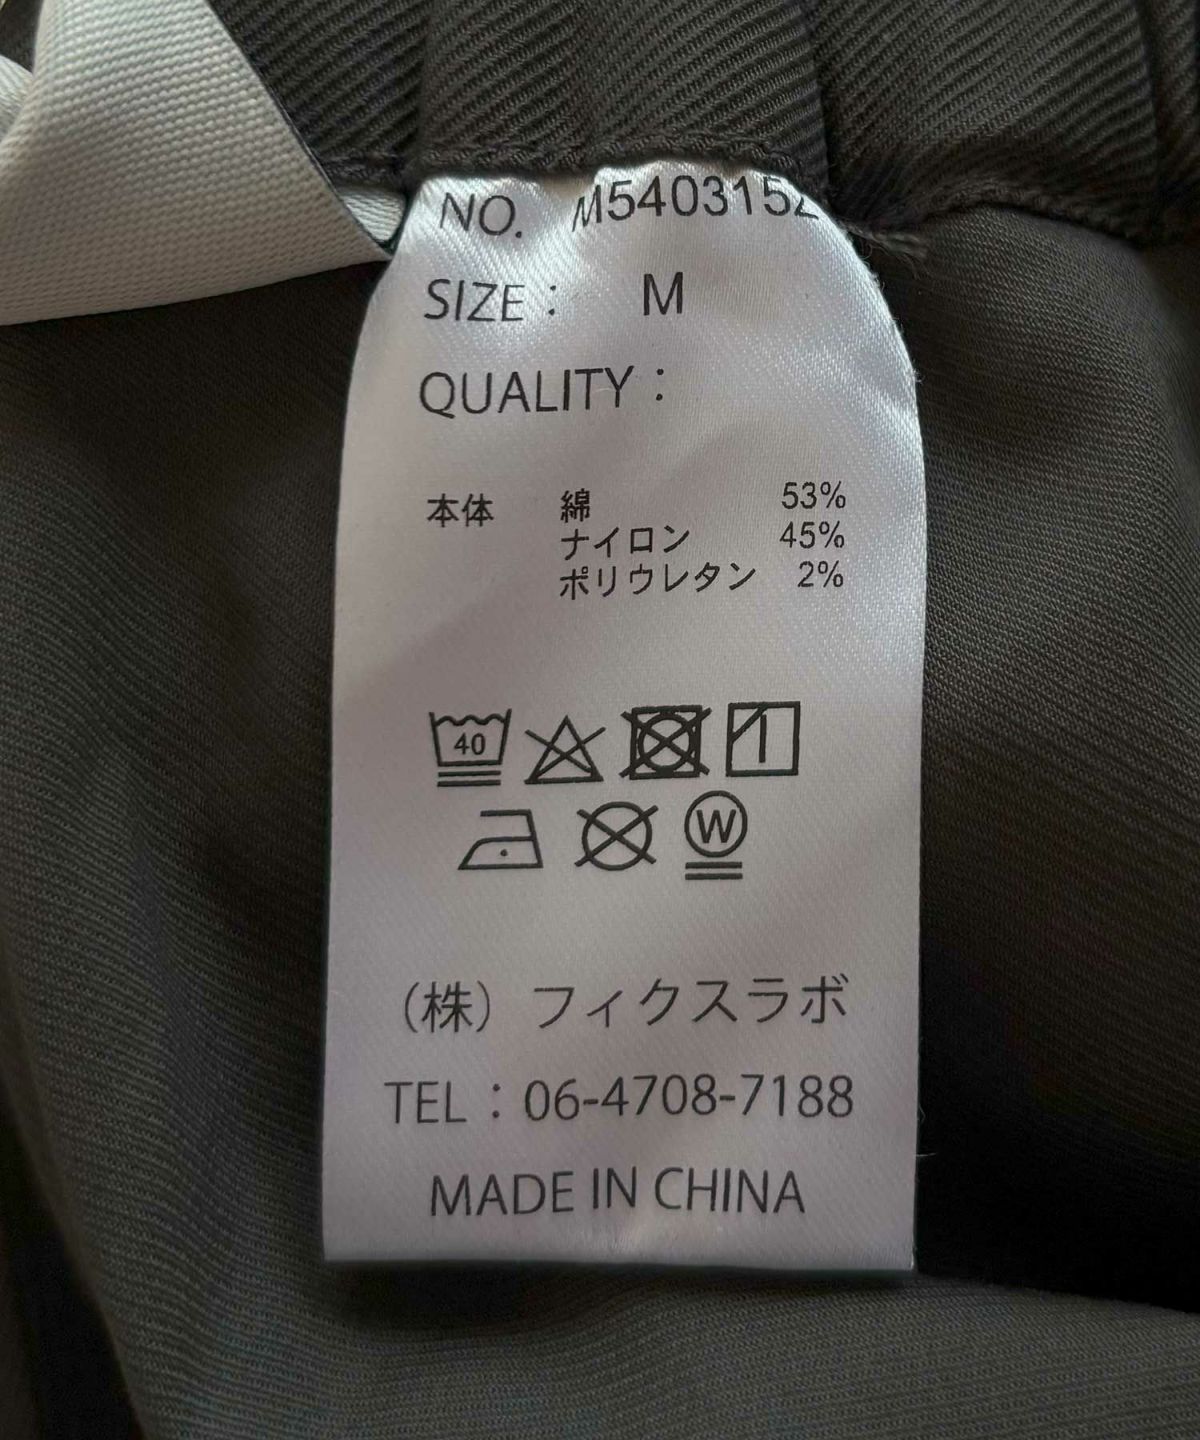 NO. M5403152
SIZE： M
QUALITY：
本体 綿 53%
ナイロン 45%
ポリウレタン 2%
40
W
（株）フィクスラボ
TEL：06-4708-7188
MADE IN CHINA